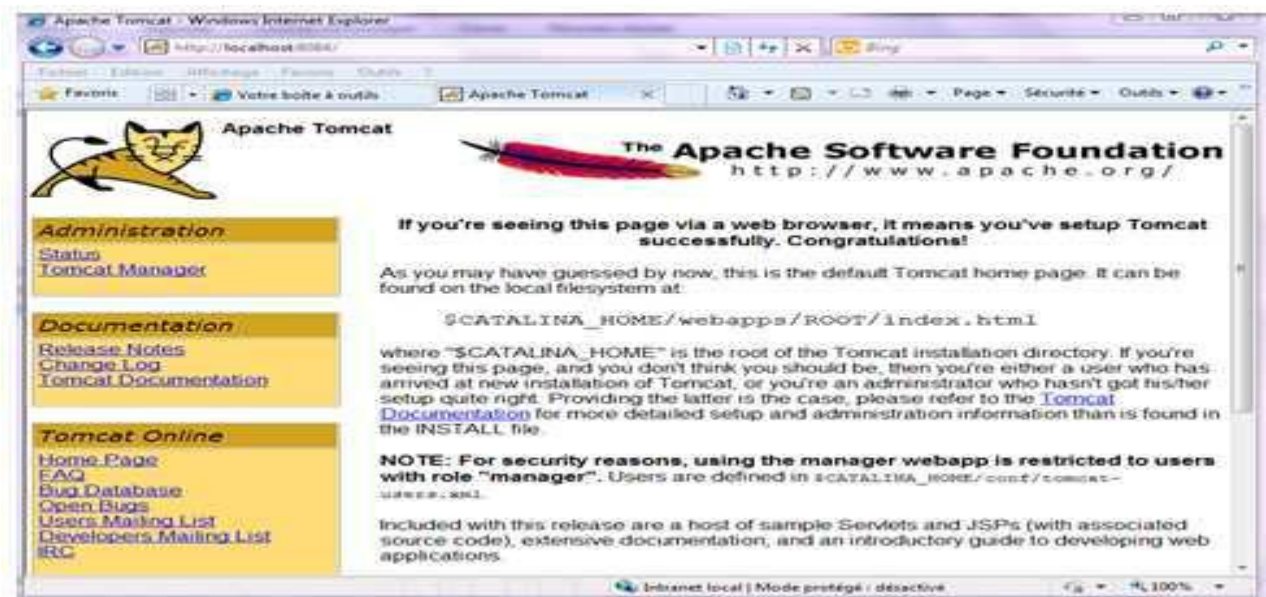 Apache Tomcat - Windows Internet Explorer
http://localhost:8084/
Bing
Fichier Edition Affichage Favoris Outils ?
Favoris Votre boîte à outils Apache Tomcat Page Sécurité Outils
Apache Tomcat
The Apache Software Foundation
http://www.apache.org/
Administration
Status
Tomcat Manager
Documentation
Release Notes
Change Log
Tomcat Documentation
Tomcat Online
Home Page
FAQ
Bug Database
Open Bugs
Users Mailing List
Developers Mailing List
IRC
If you're seeing this page via a web browser, it means you've setup Tomcat
successfully. Congratulations!
As you may have guessed by now, this is the default Tomcat home page. It can be
found on the local filesystem at:
$CATALINA_HOME/webapps/ROOT/index.html
where "$CATALINA_HOME" is the root of the Tomcat installation directory. If you're
seeing this page, and you don't think you should be, then you're either a user who has
arrived at new installation of Tomcat, or you're an administrator who hasn't got his/her
setup quite right. Providing the latter is the case, please refer to the Tomcat
Documentation for more detailed setup and administration information than is found in
the INSTALL file.
NOTE: For security reasons, using the manager webapp is restricted to users
with role "manager". Users are defined in $CATALINA_HOME/conf/tomcat-
users.xml
Included with this release are a host of sample Servlets and JSPs (with associated
source code), extensive documentation, and an introductory guide to developing web
applications.
Intranet local | Mode protégé : désactivé 100%